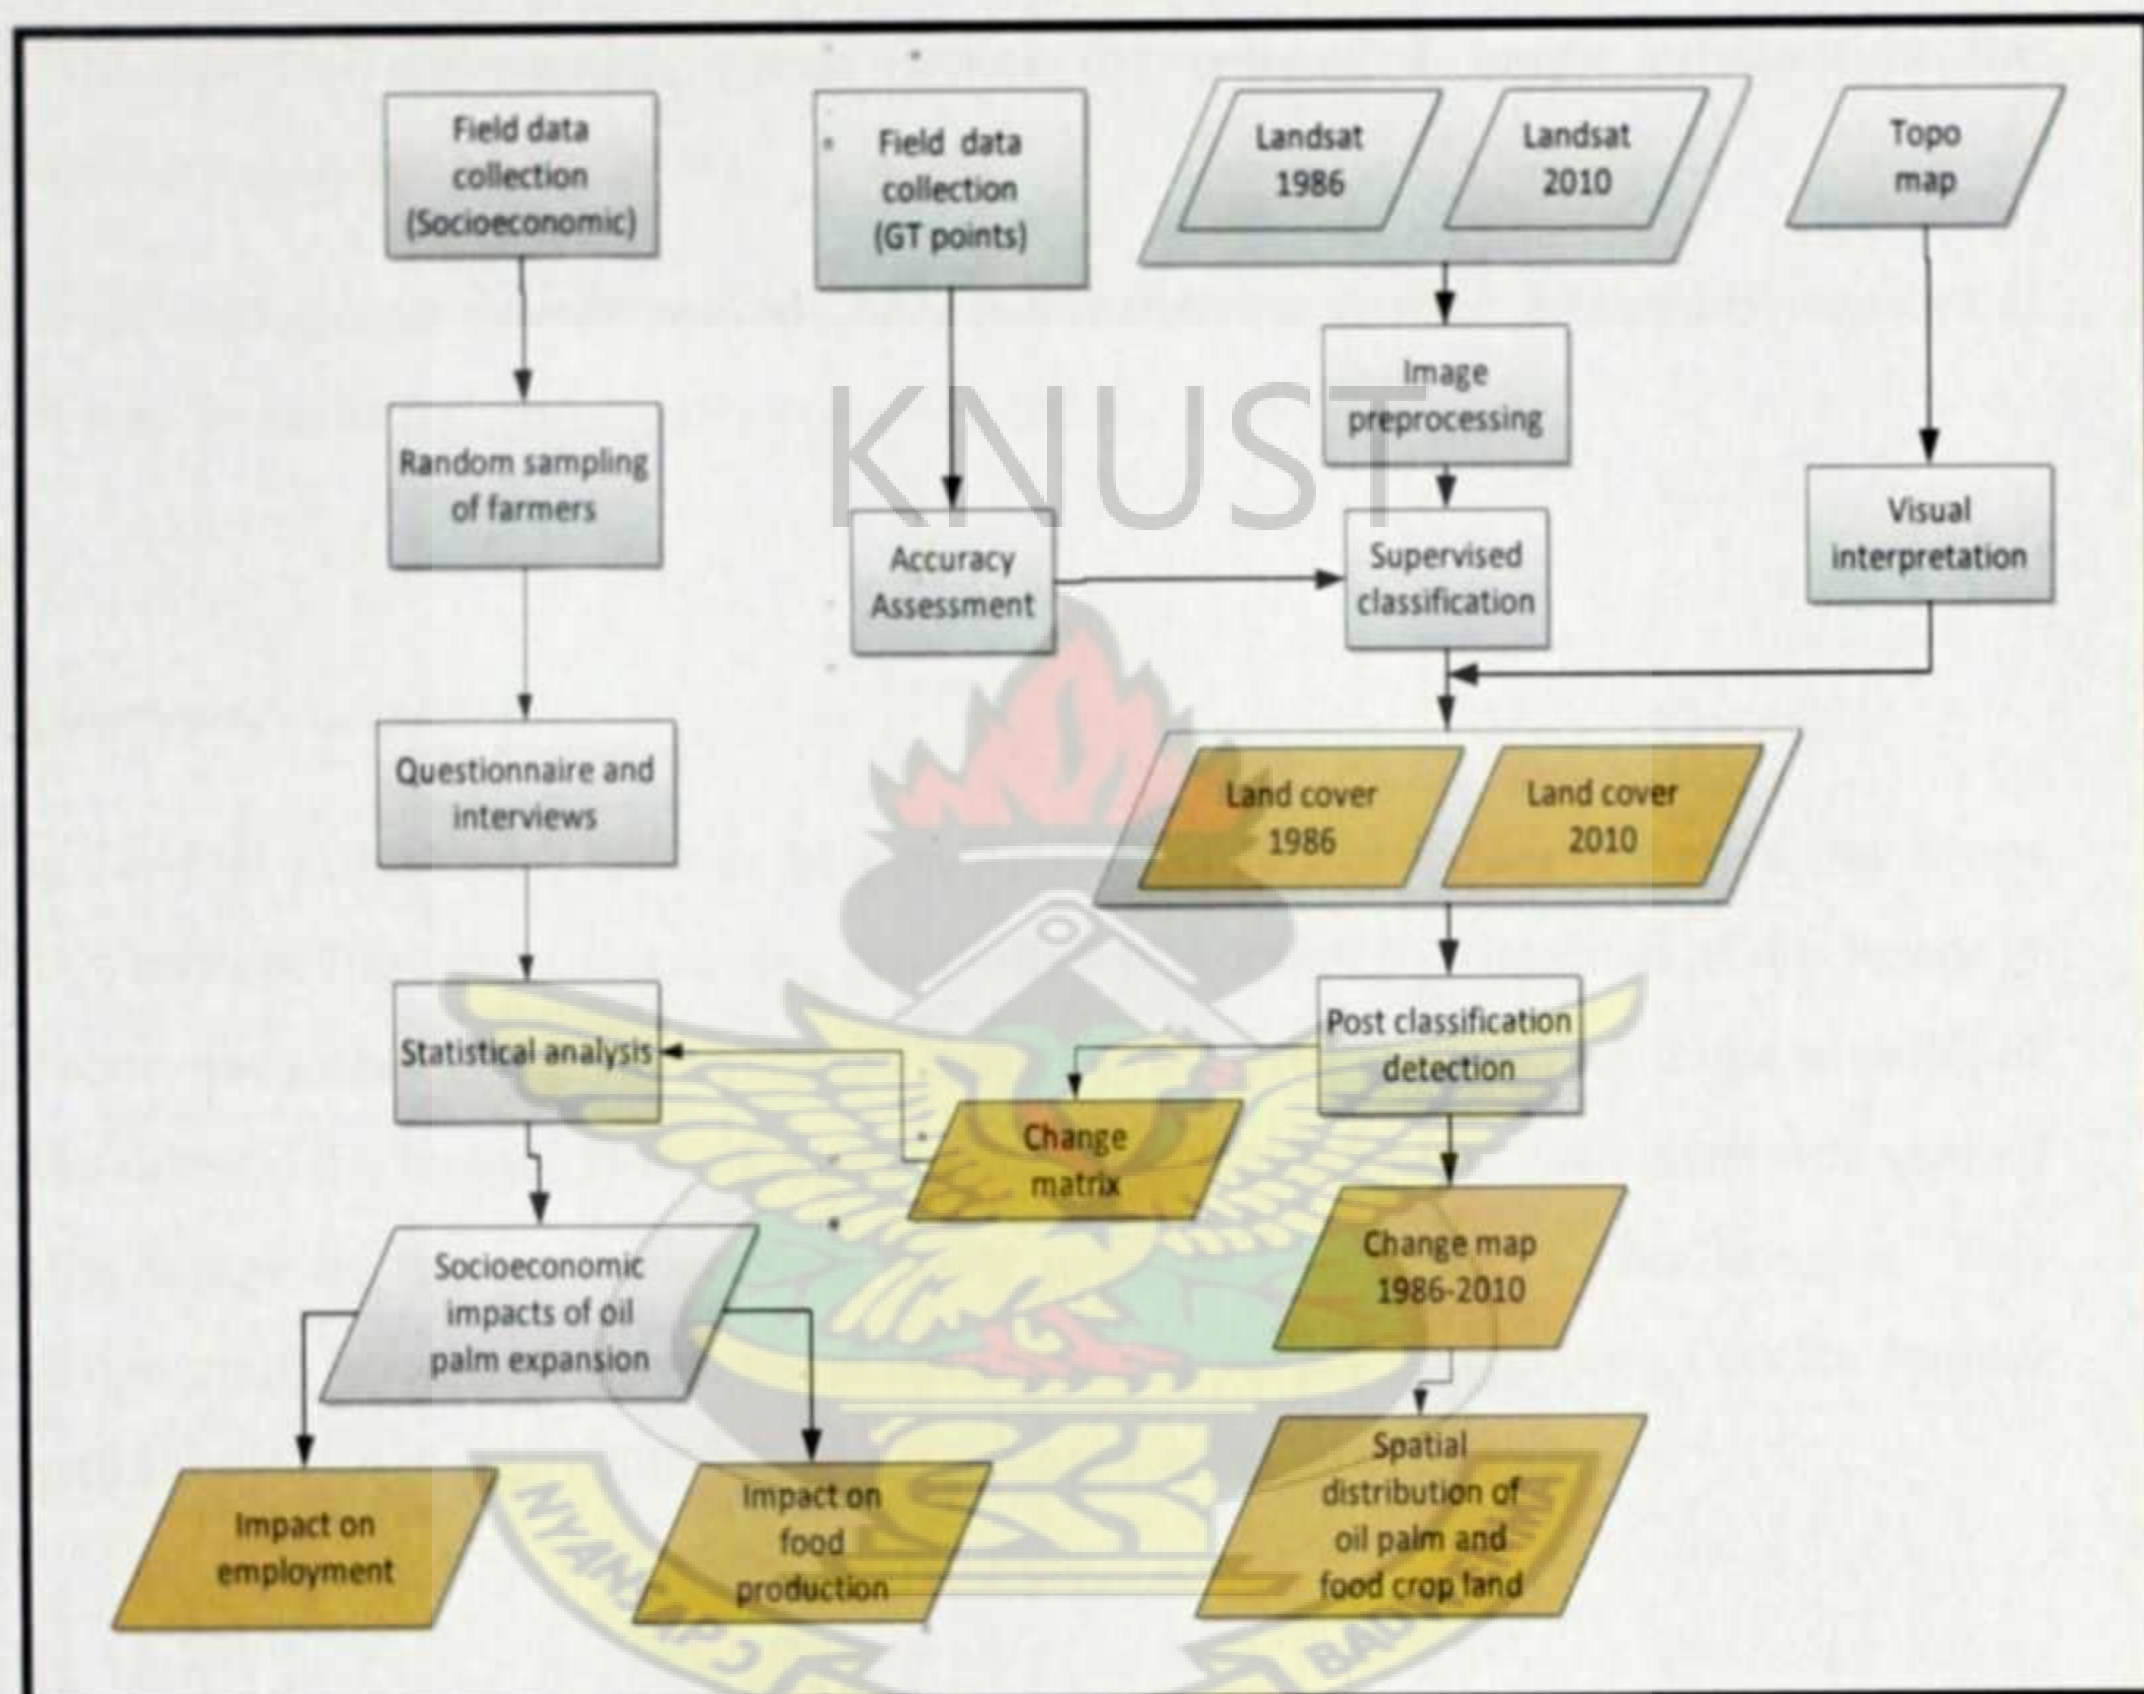 Field data
collection
(Socioeconomic)
Field data
collection
(GT points)
Landsat
1986
Landsat
2010
Topo
map
Image
preprocessing
KNUST
Random sampling
of farmers
Accuracy
Assessment
Supervised
classification
Visual
interpretation
Questionnaire and
interviews
Land cover
1986
Land cover
2010
Statistical analysis
Post classification
detection
Change
matrix
Change map
1986-2010
Socioeconomic
impacts of oil
palm expansion
Impact on
employment
Impact on
food
production
Spatial
distribution of
oil palm and
food crop land
NYANSAPƆ